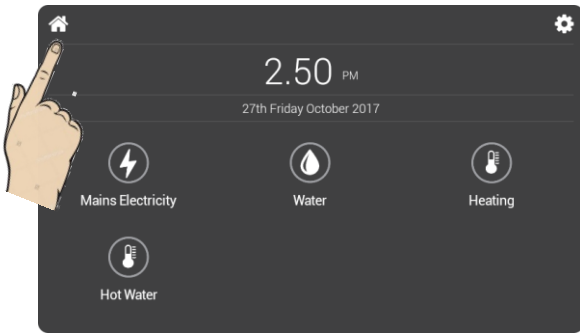 2.50 PM
27th Friday October 2017
Mains Electricity Water Heating
Hot Water